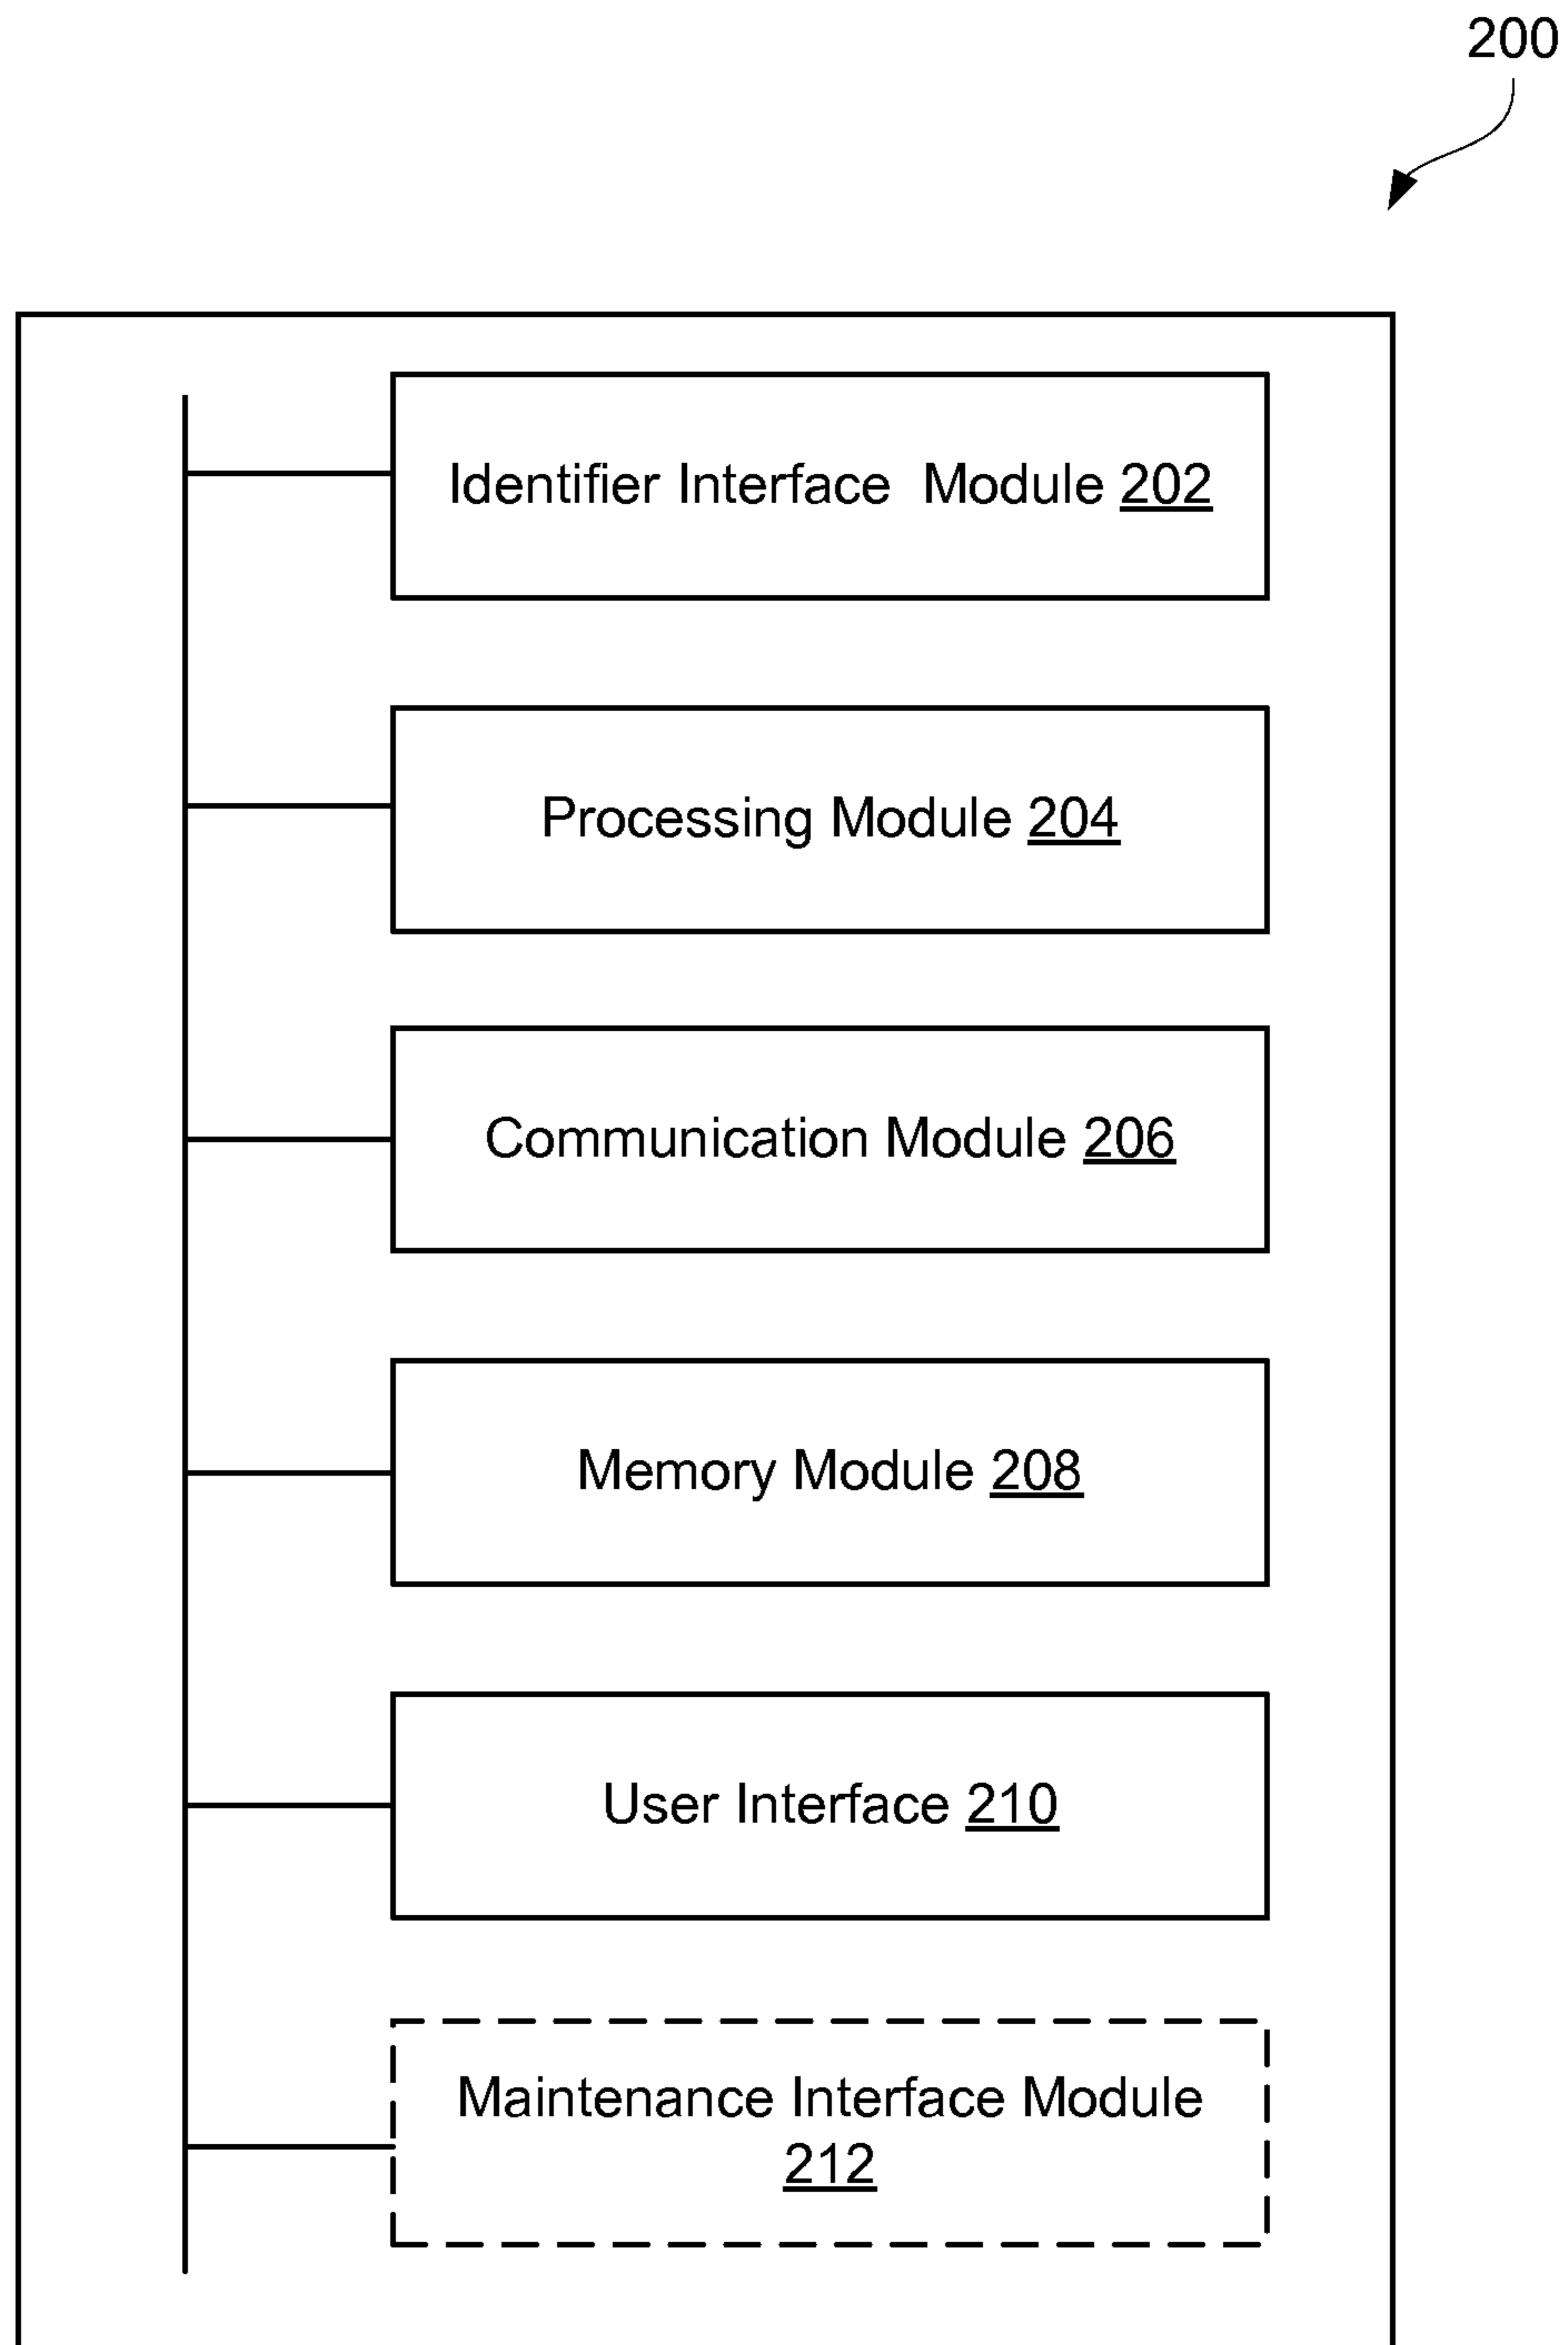 200
Identifier Interface Module 202
Processing Module 204
Communication Module 206
Memory Module 208
User Interface 210
Maintenance Interface Module
212